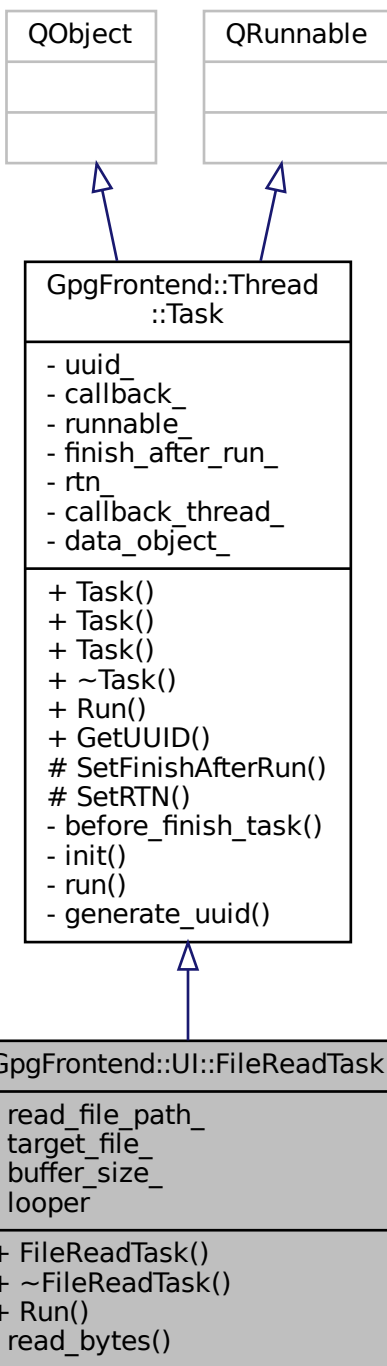 QObject
QRunnable
GpgFrontend::Thread
::Task
- uuid_
- callback_
- runnable_
- finish_after_run_
- rtn_
- callback_thread_
- data_object_
+ Task()
+ Task()
+ Task()
+ ~Task()
+ Run()
+ GetUUID()
# SetFinishAfterRun()
# SetRTN()
- before_finish_task()
- init()
- run()
- generate_uuid()
GpgFrontend::UI::FileReadTask
read_file_path_
target_file_
buffer_size_
looper
+ FileReadTask()
+ ~FileReadTask()
+ Run()
read_bytes()